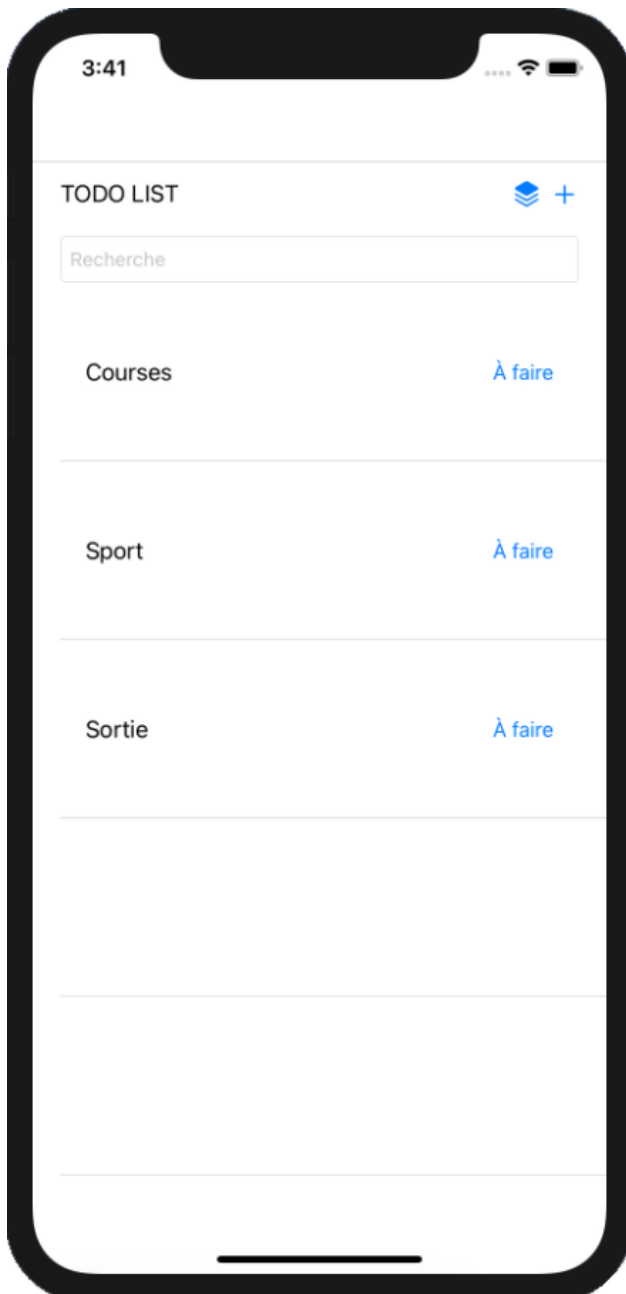 3:41
TODO LIST
Recherche
Courses À faire
Sport À faire
Sortie À faire